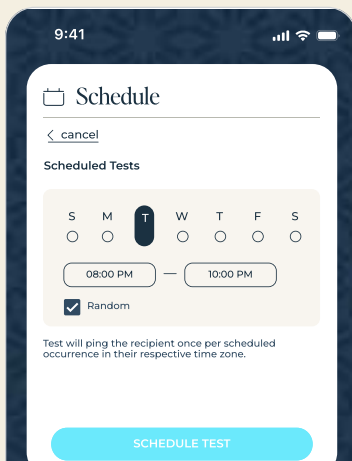 9:41
Schedule
cancel
Scheduled Tests
S M T W T F S
08:00 PM — 10:00 PM
Random
Test will ping the recipient once per scheduled
occurrence in their respective time zone.
SCHEDULE TEST